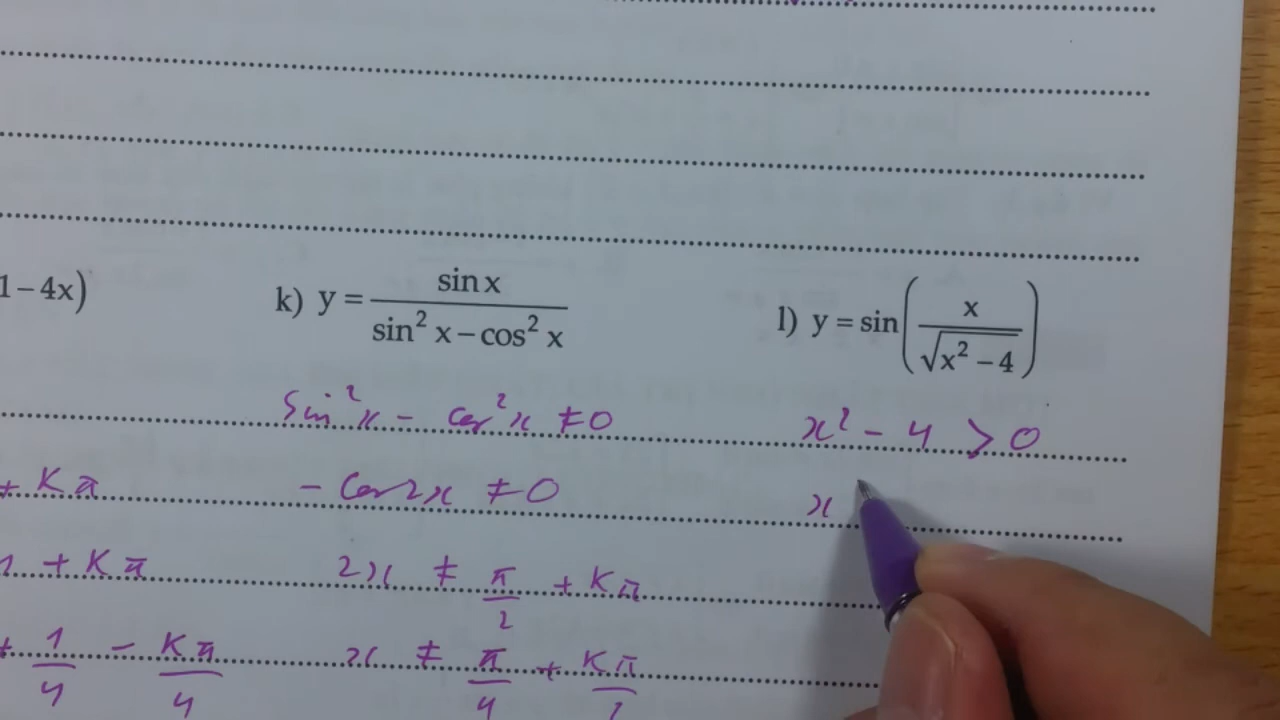 1 – 4x)
k) y = sin x / (sin² x – cos² x)
l) y = sin(x / √(x² – 4))
sin²x – cos²x ≠ 0
x² – 4 > 0
+ Kπ
– cos2x ≠ 0
x
+ Kπ
2x ≠ π/2 + Kπ
+ 1/4 – Kπ/4
x ≠ π/4 + Kπ/2